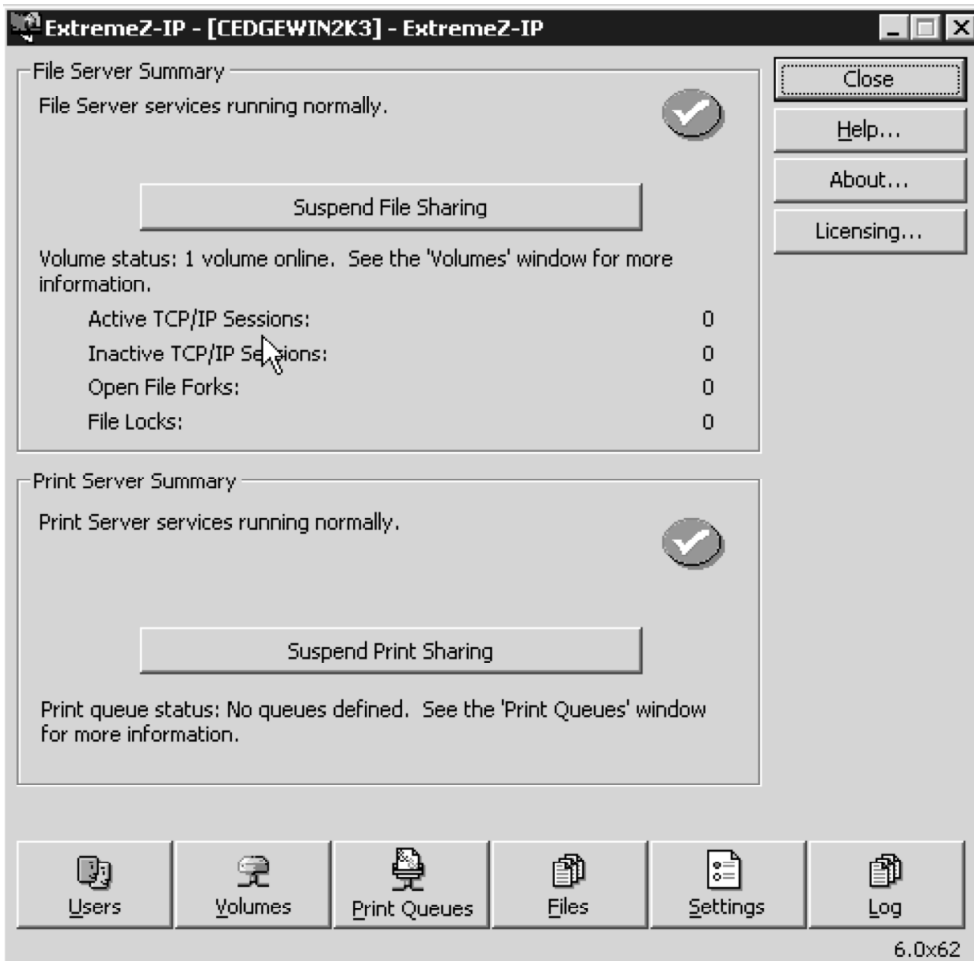 ExtremeZ-IP - [CEDGEWIN2K3] - ExtremeZ-IP
File Server Summary
File Server services running normally.
Suspend File Sharing
Volume status: 1 volume online.  See the 'Volumes' window for more
information.
Active TCP/IP Sessions: 0
Inactive TCP/IP Sessions: 0
Open File Forks: 0
File Locks: 0
Close
Help...
About...
Licensing...
Print Server Summary
Print Server services running normally.
Suspend Print Sharing
Print queue status: No queues defined.  See the 'Print Queues' window
for more information.
Users
Volumes
Print Queues
Files
Settings
Log
6.0x62